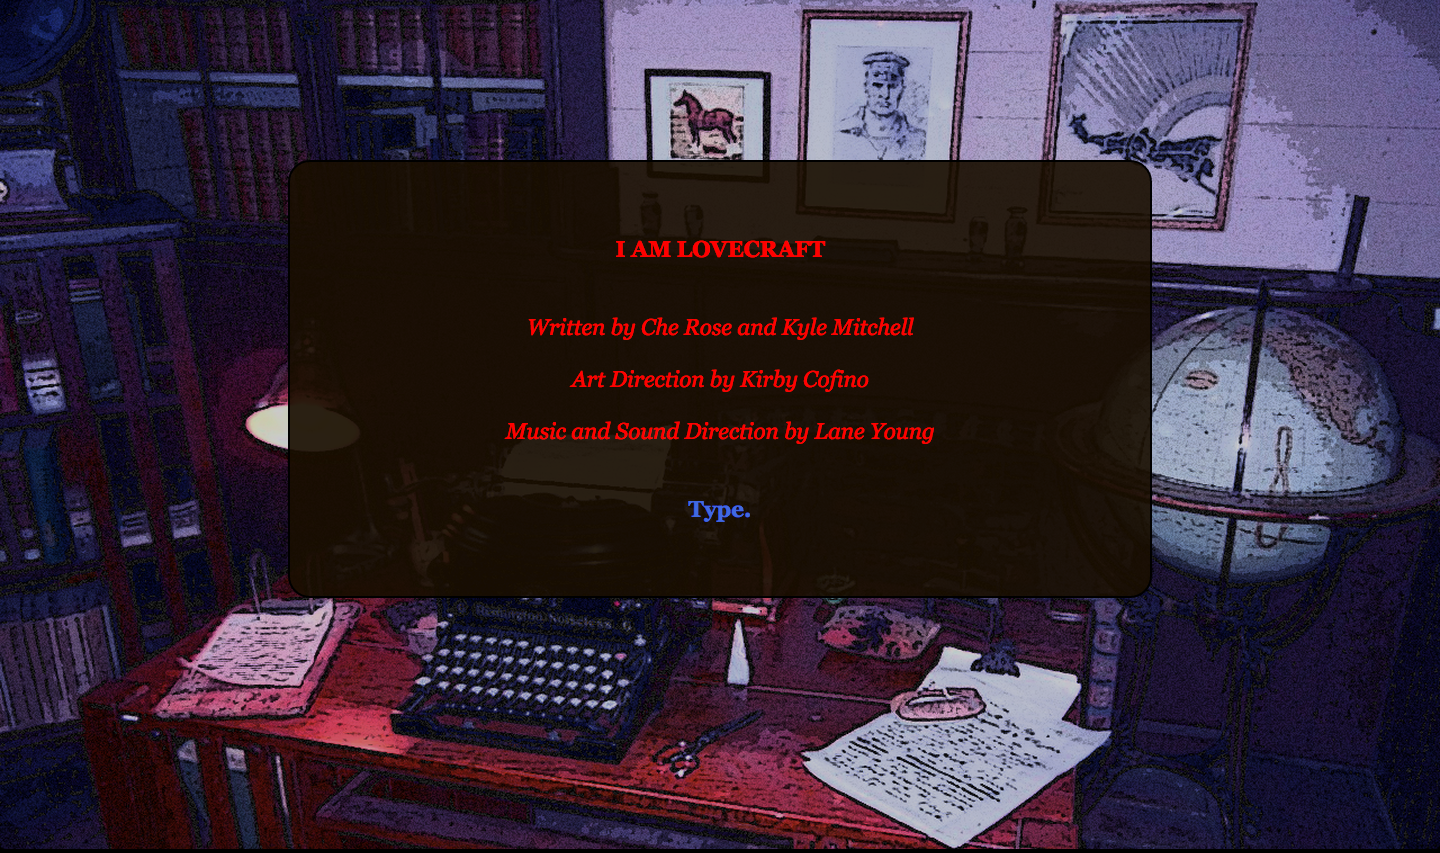 I AM LOVECRAFT
Written by Che Rose and Kyle Mitchell
Art Direction by Kirby Cofino
Music and Sound Direction by Lane Young
Type.